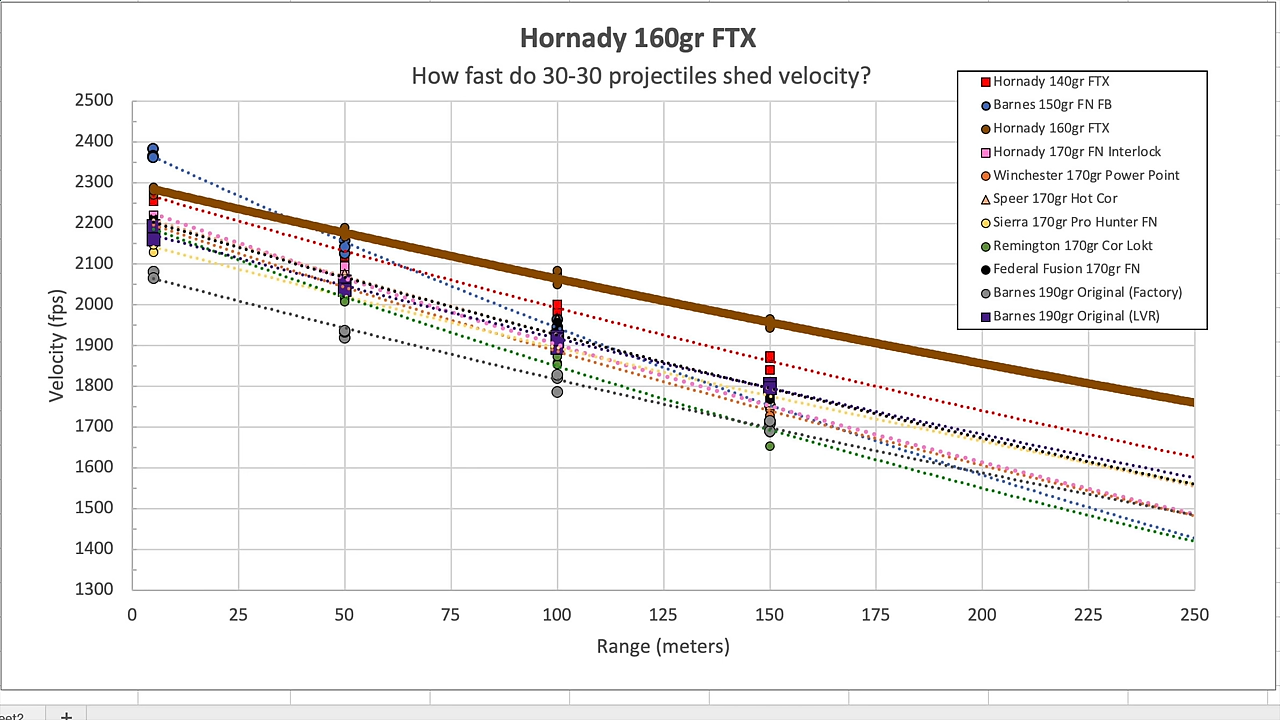 Hornady 160gr FTX
How fast do 30-30 projectiles shed velocity?
Hornady 140gr FTX
Barnes 150gr FN FB
Hornady 160gr FTX
Hornady 170gr FN Interlock
Winchester 170gr Power Point
Speer 170gr Hot Cor
Sierra 170gr Pro Hunter FN
Remington 170gr Cor Lokt
Federal Fusion 170gr FN
Barnes 190gr Original (Factory)
Barnes 190gr Original (LVR)
Velocity (fps)
2500
2400
2300
2200
2100
2000
1900
1800
1700
1600
1500
1400
1300
0 25 50 75 100 125 150 175 200 225 250
Range (meters)
eet2 +